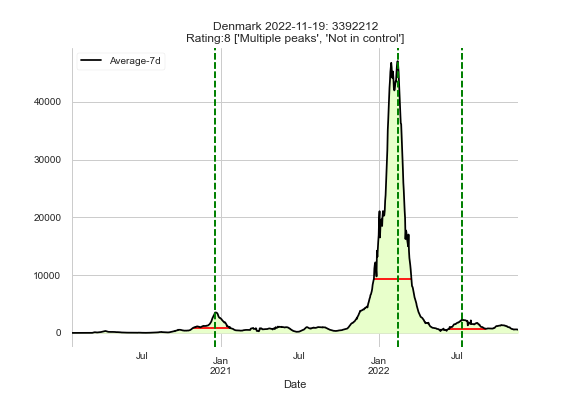 Denmark 2022-11-19: 3392212
Rating:8 ['Multiple peaks', 'Not in control']
Average-7d
40000
30000
20000
10000
0
Jul
Jan
2021
Jul
Jan
2022
Jul
Date